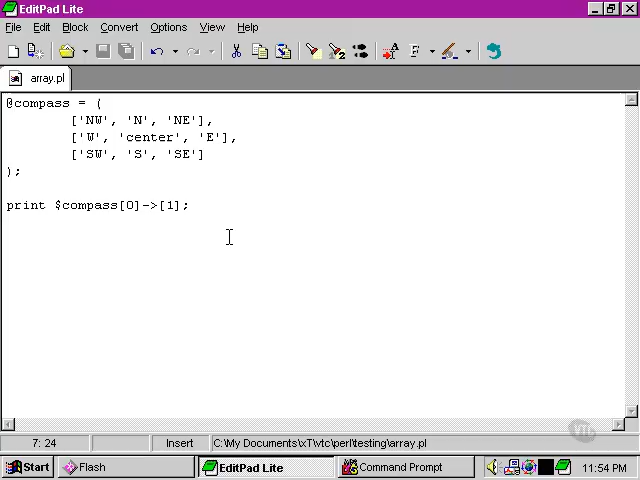 EditPad Lite
File Edit Block Convert Options View Help
array.pl
@compass = (
['NW', 'N', 'NE'],
['W', 'center', 'E'],
['SW', 'S', 'SE']
);
print $compass[0]->[1];
7: 24 Insert C:\My Documents\xT\vtc\perl\testing\array.pl
Start Flash EditPad Lite Command Prompt 11:54 PM